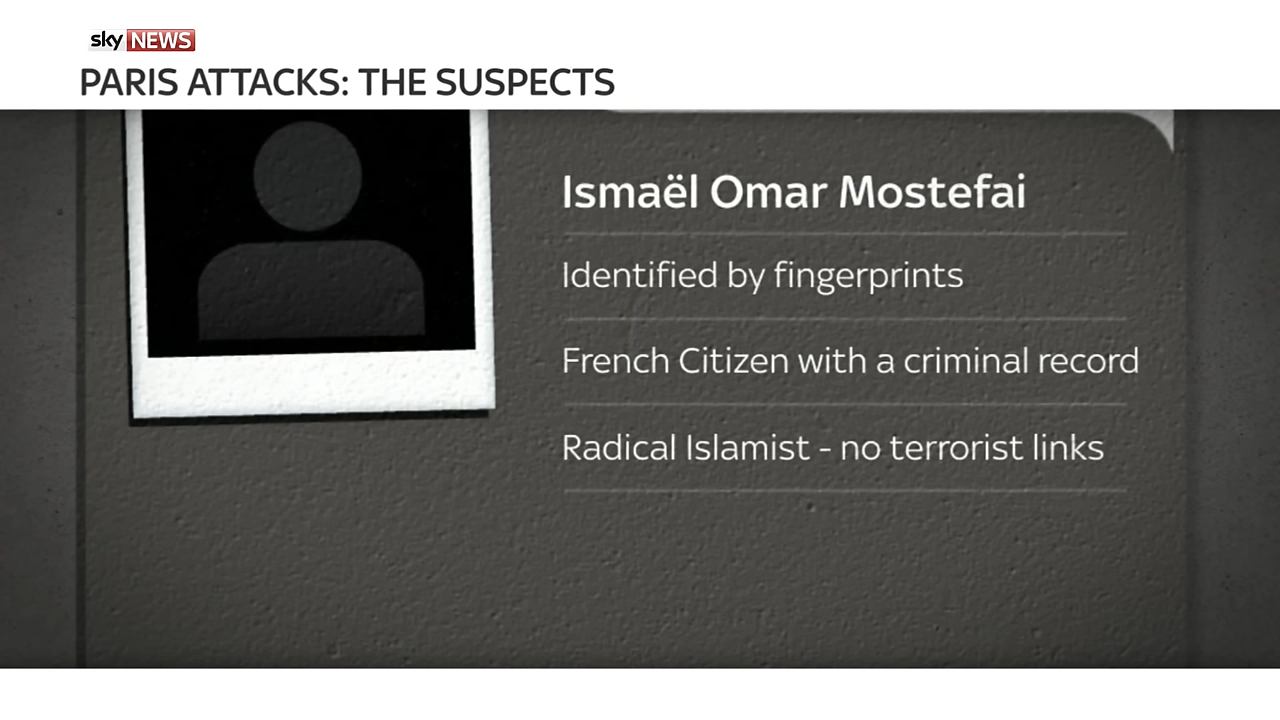 sky NEWS
PARIS ATTACKS: THE SUSPECTS
Ismaël Omar Mostefai
Identified by fingerprints
French Citizen with a criminal record
Radical Islamist - no terrorist links